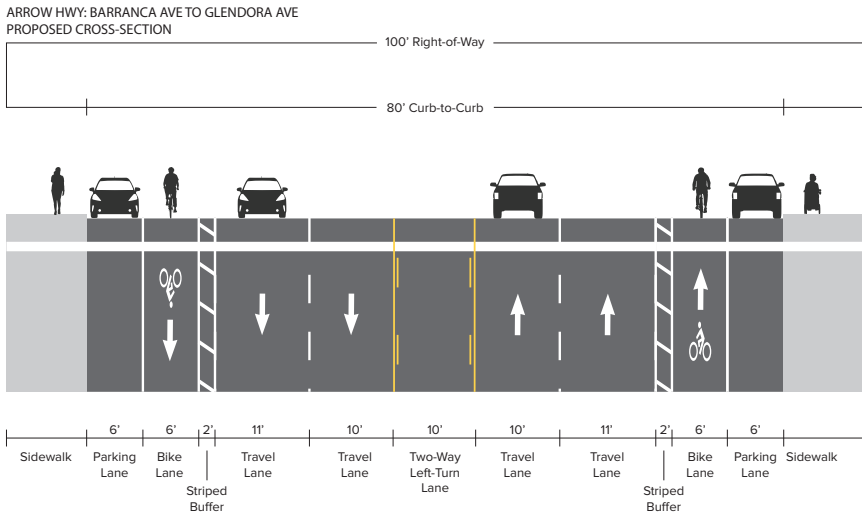 ARROW HWY: BARRANCA AVE TO GLENDORA AVE
PROPOSED CROSS-SECTION
100' Right-of-Way
80' Curb-to-Curb
6' 6' 2' 11' 10' 10' 10' 11' 2' 6' 6'
Sidewalk Parking Bike Travel Travel Two-Way Travel Travel Bike Parking Sidewalk
Lane Lane Lane Lane Left-Turn Lane Lane Lane Lane
Lane
Striped Striped
Buffer Buffer